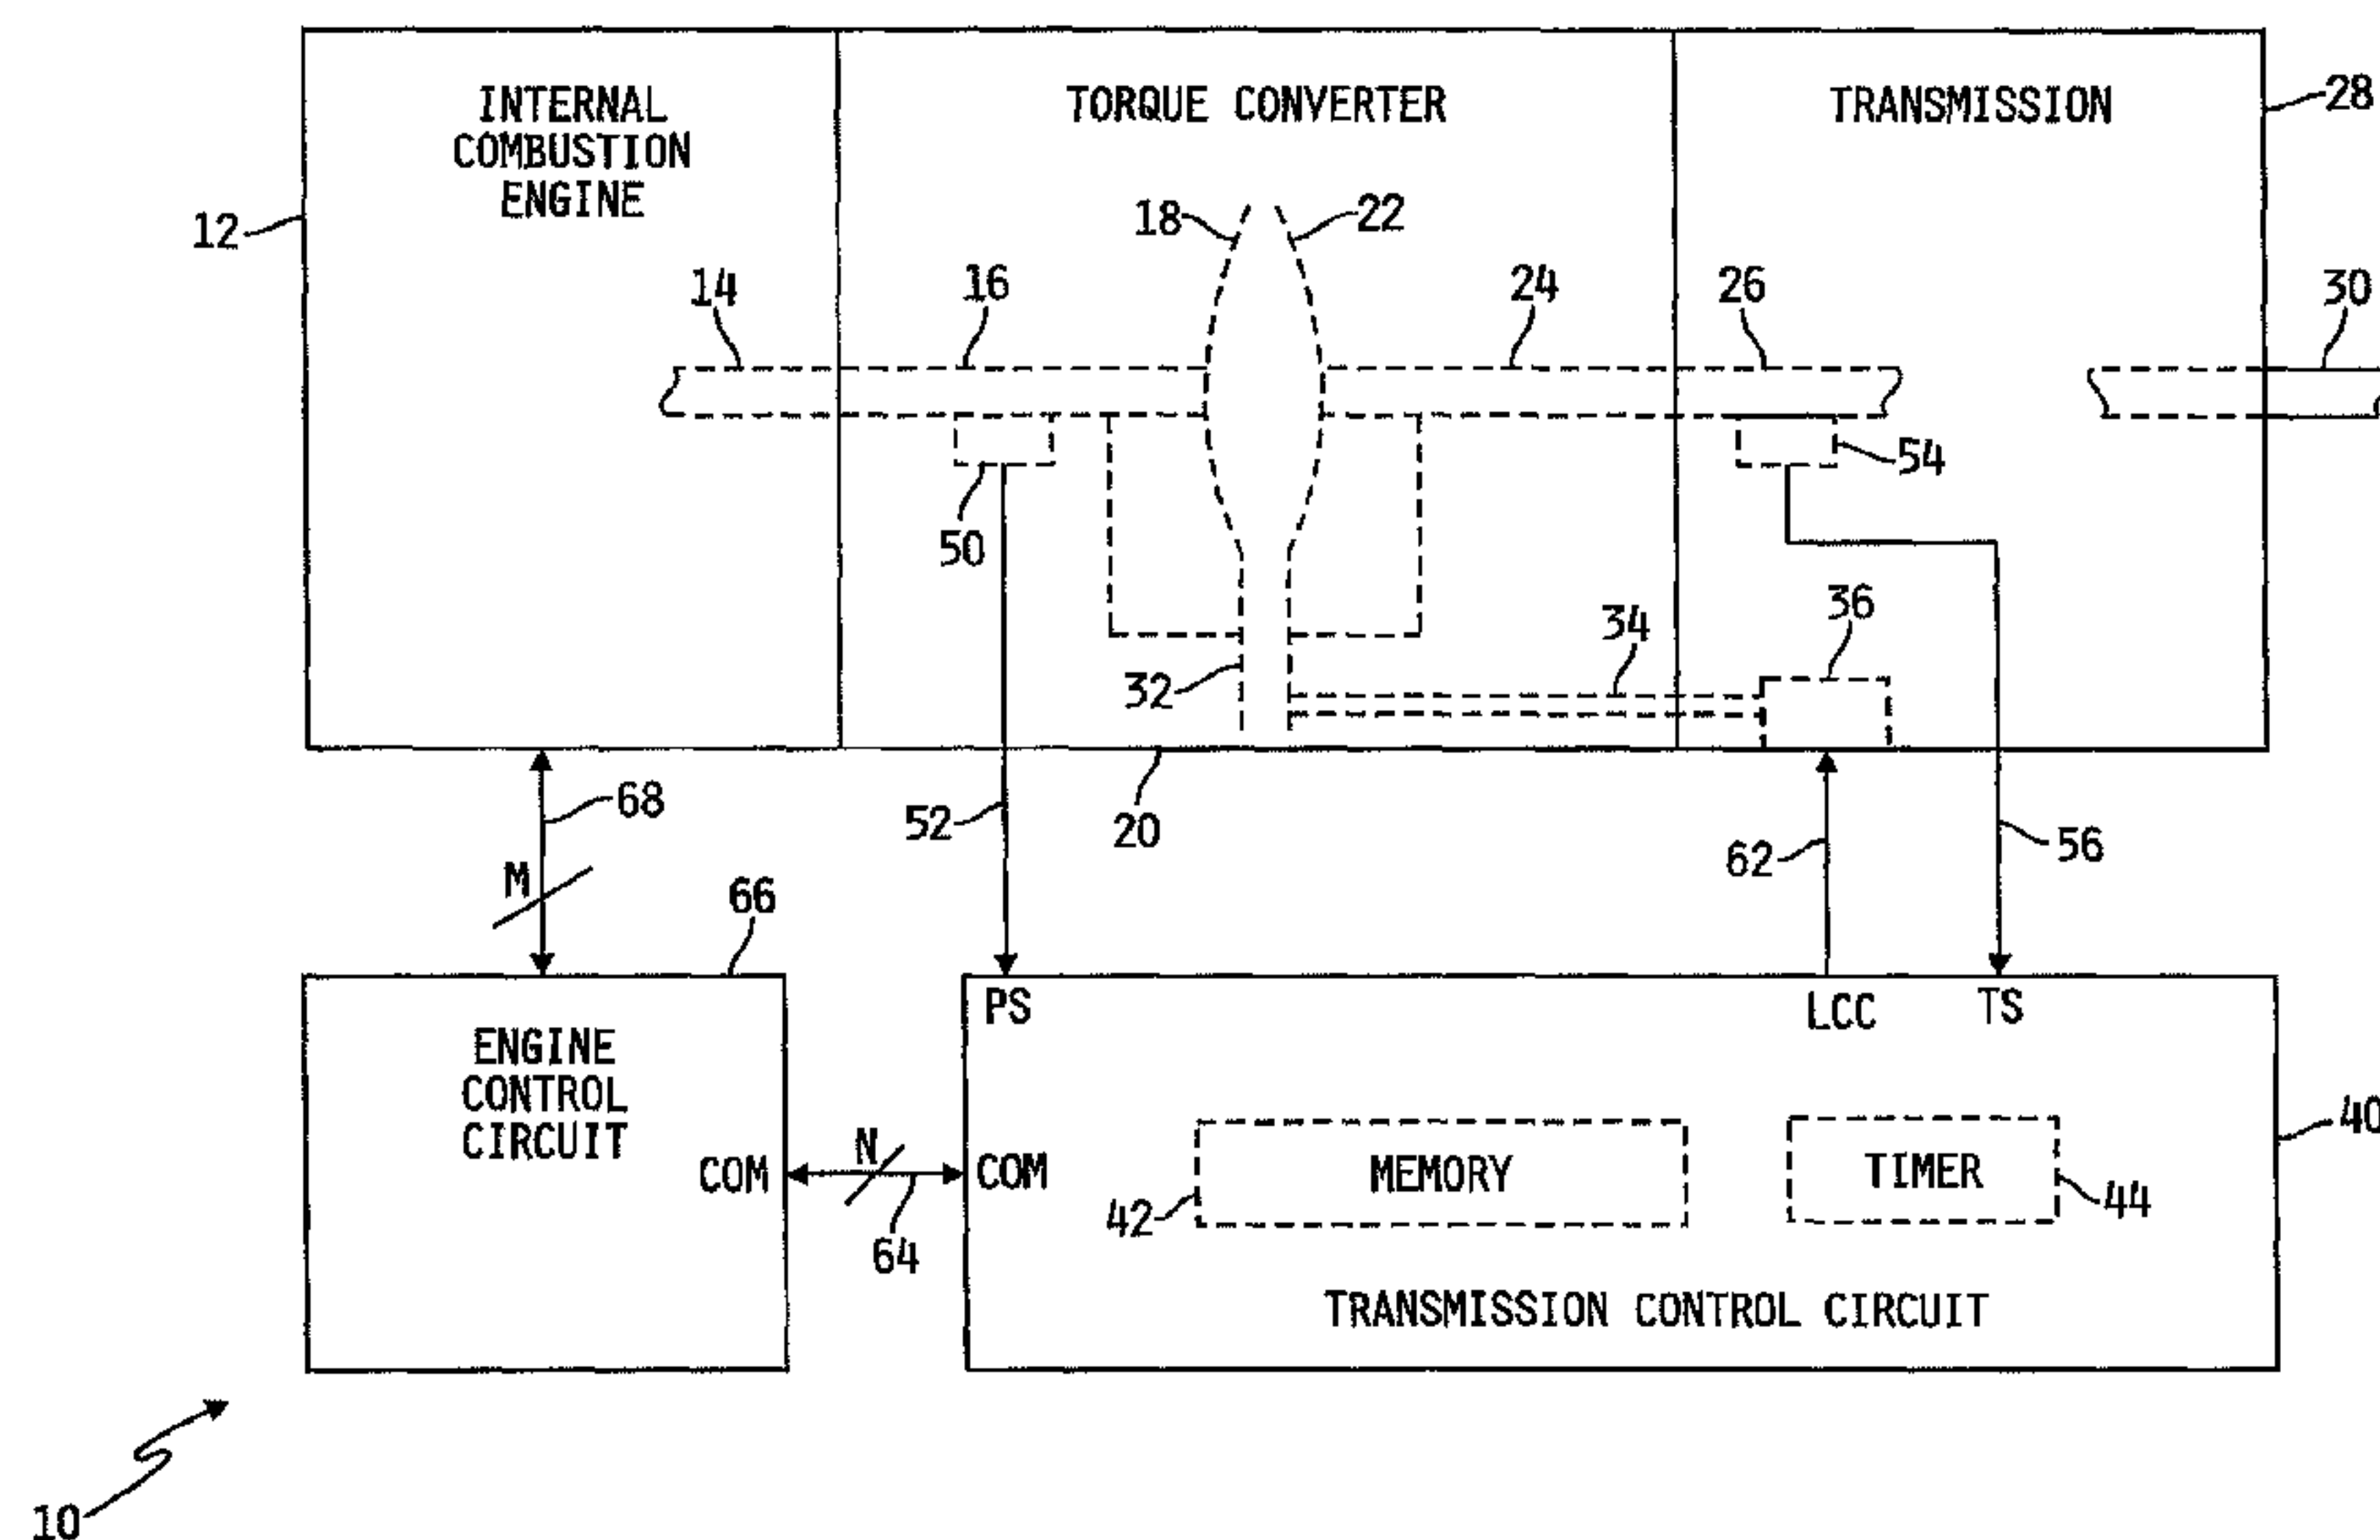 INTERNAL
COMBUSTION
ENGINE
TORQUE CONVERTER
TRANSMISSION
28
12
18
22
14
16
24
26
30
50
54
32
34
36
68
52
20
62
56
M
66
PS
LCC
TS
ENGINE
CONTROL
CIRCUIT
COM
N
64
COM
MEMORY
42
TIMER
44
40
TRANSMISSION CONTROL CIRCUIT
10